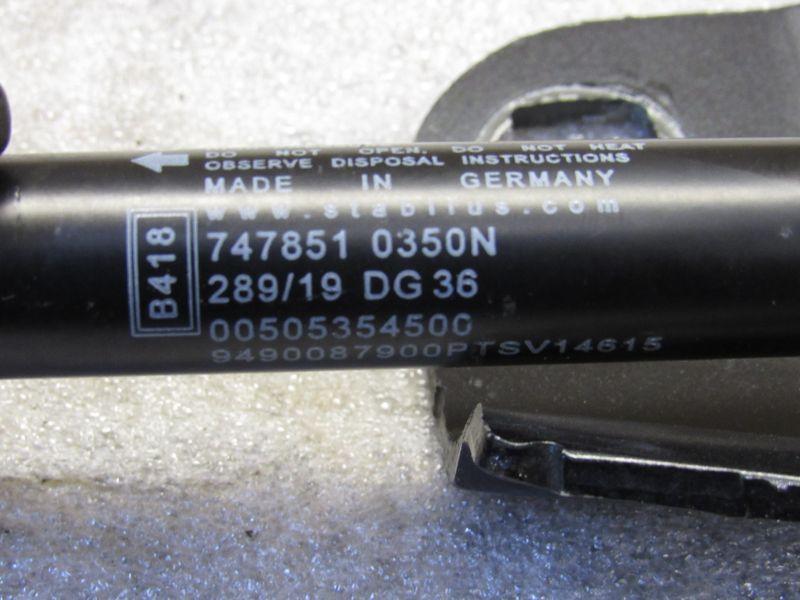 DO NOT OPEN. DO NOT HEAT
OBSERVE DISPOSAL INSTRUCTIONS
MADE IN GERMANY
www.stabilus.com
B418
747851 0350N
289/19 DG 36
00505354500
9490087900PTSV14615